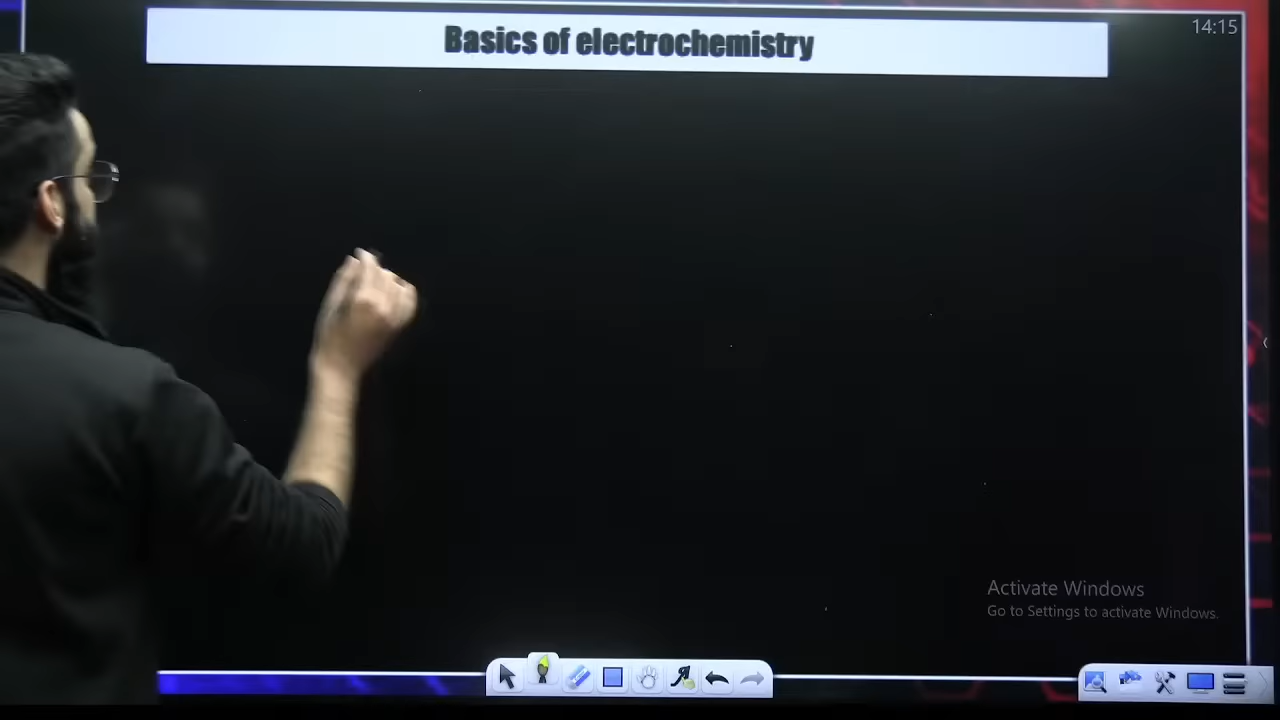 Basics of electrochemistry
14:15
Activate Windows
Go to Settings to activate Windows.